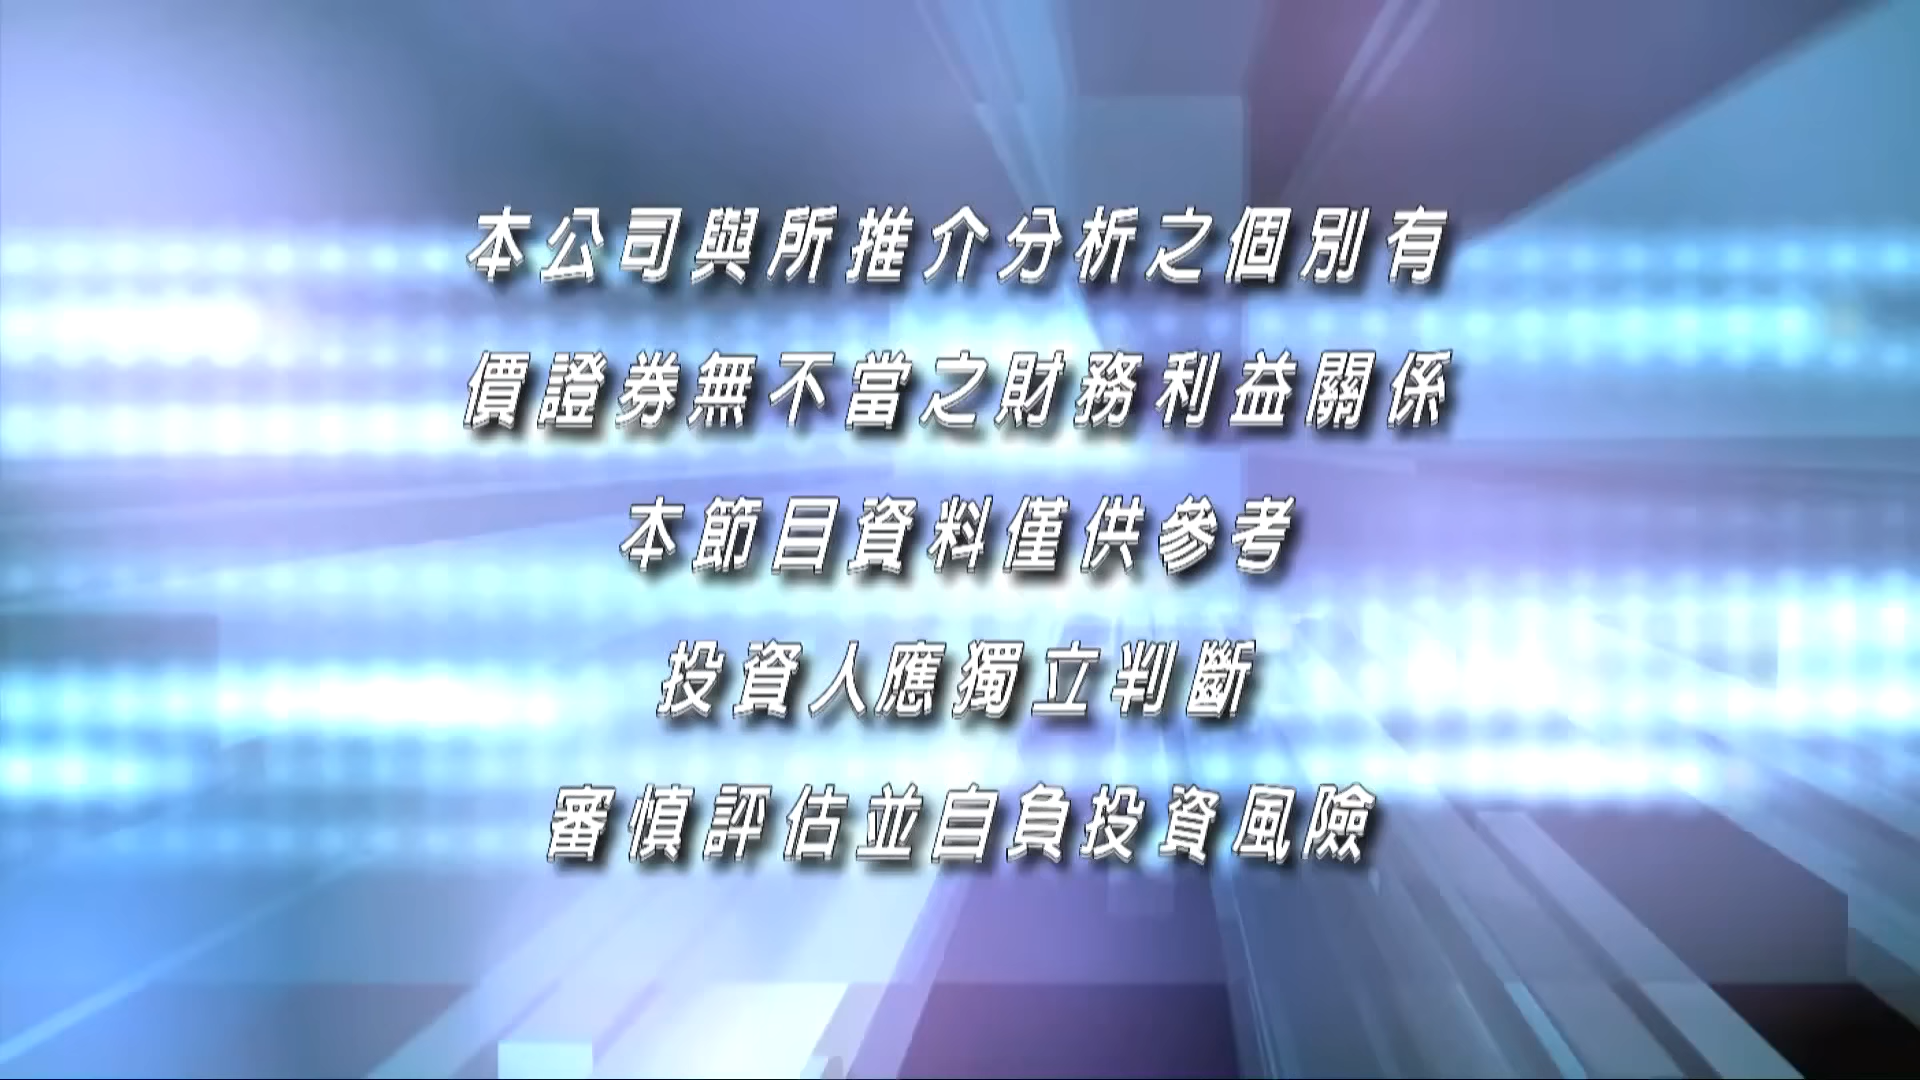 本公司與所推介分析之個別有
價證券無不當之財務利益關係
本節目資料僅供參考
投資人應獨立判斷
審慎評估並自負投資風險